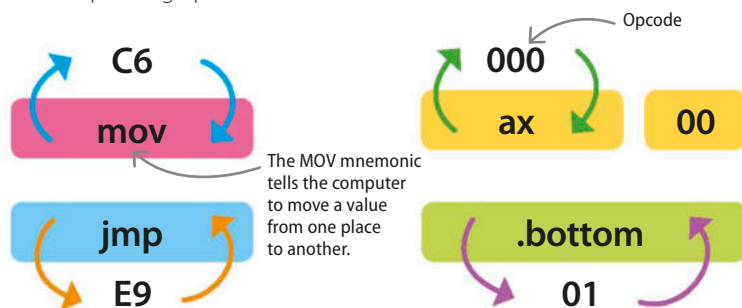 Opcode
C6
000
mov
ax
00
The MOV mnemonic
tells the computer
to move a value
from one place
to another.
jmp
.bottom
E9
01